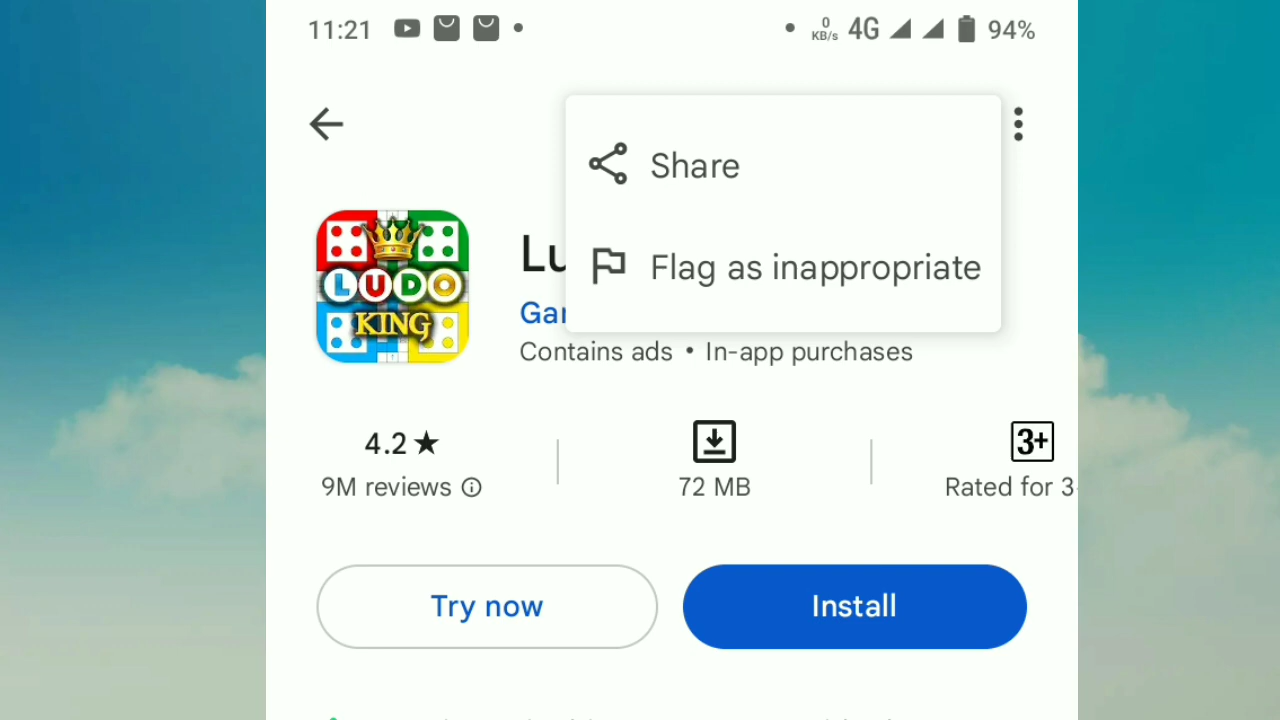 11:21
0
KB/s
4G
94%
Share
Flag as inappropriate
LUDO
KING
Lu
Gar
Contains ads • In-app purchases
4.2 ★
3+
9M reviews
72 MB
Rated for 3
Try now
Install